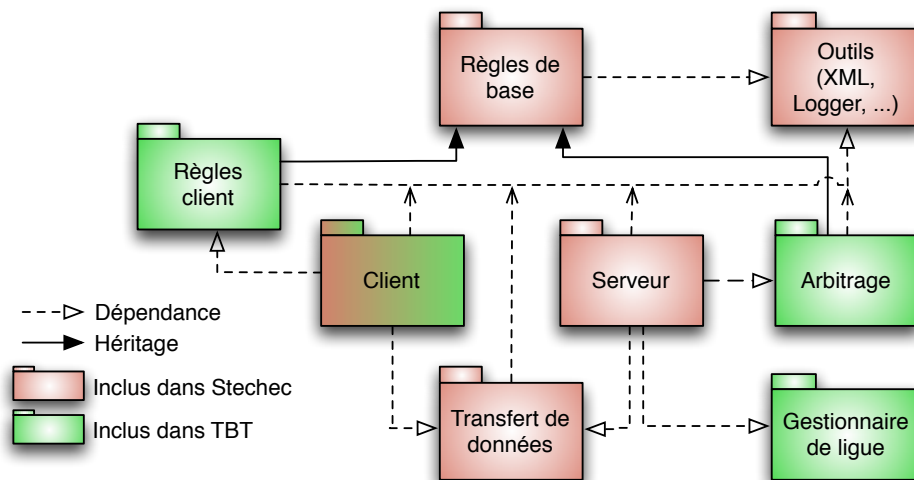 Règles de
base
Outils
(XML,
Logger, ...)
Règles
client
Client
Serveur
Arbitrage
Dépendance
Héritage
Inclus dans Stechec
Inclus dans TBT
Transfert de
données
Gestionnaire
de ligue